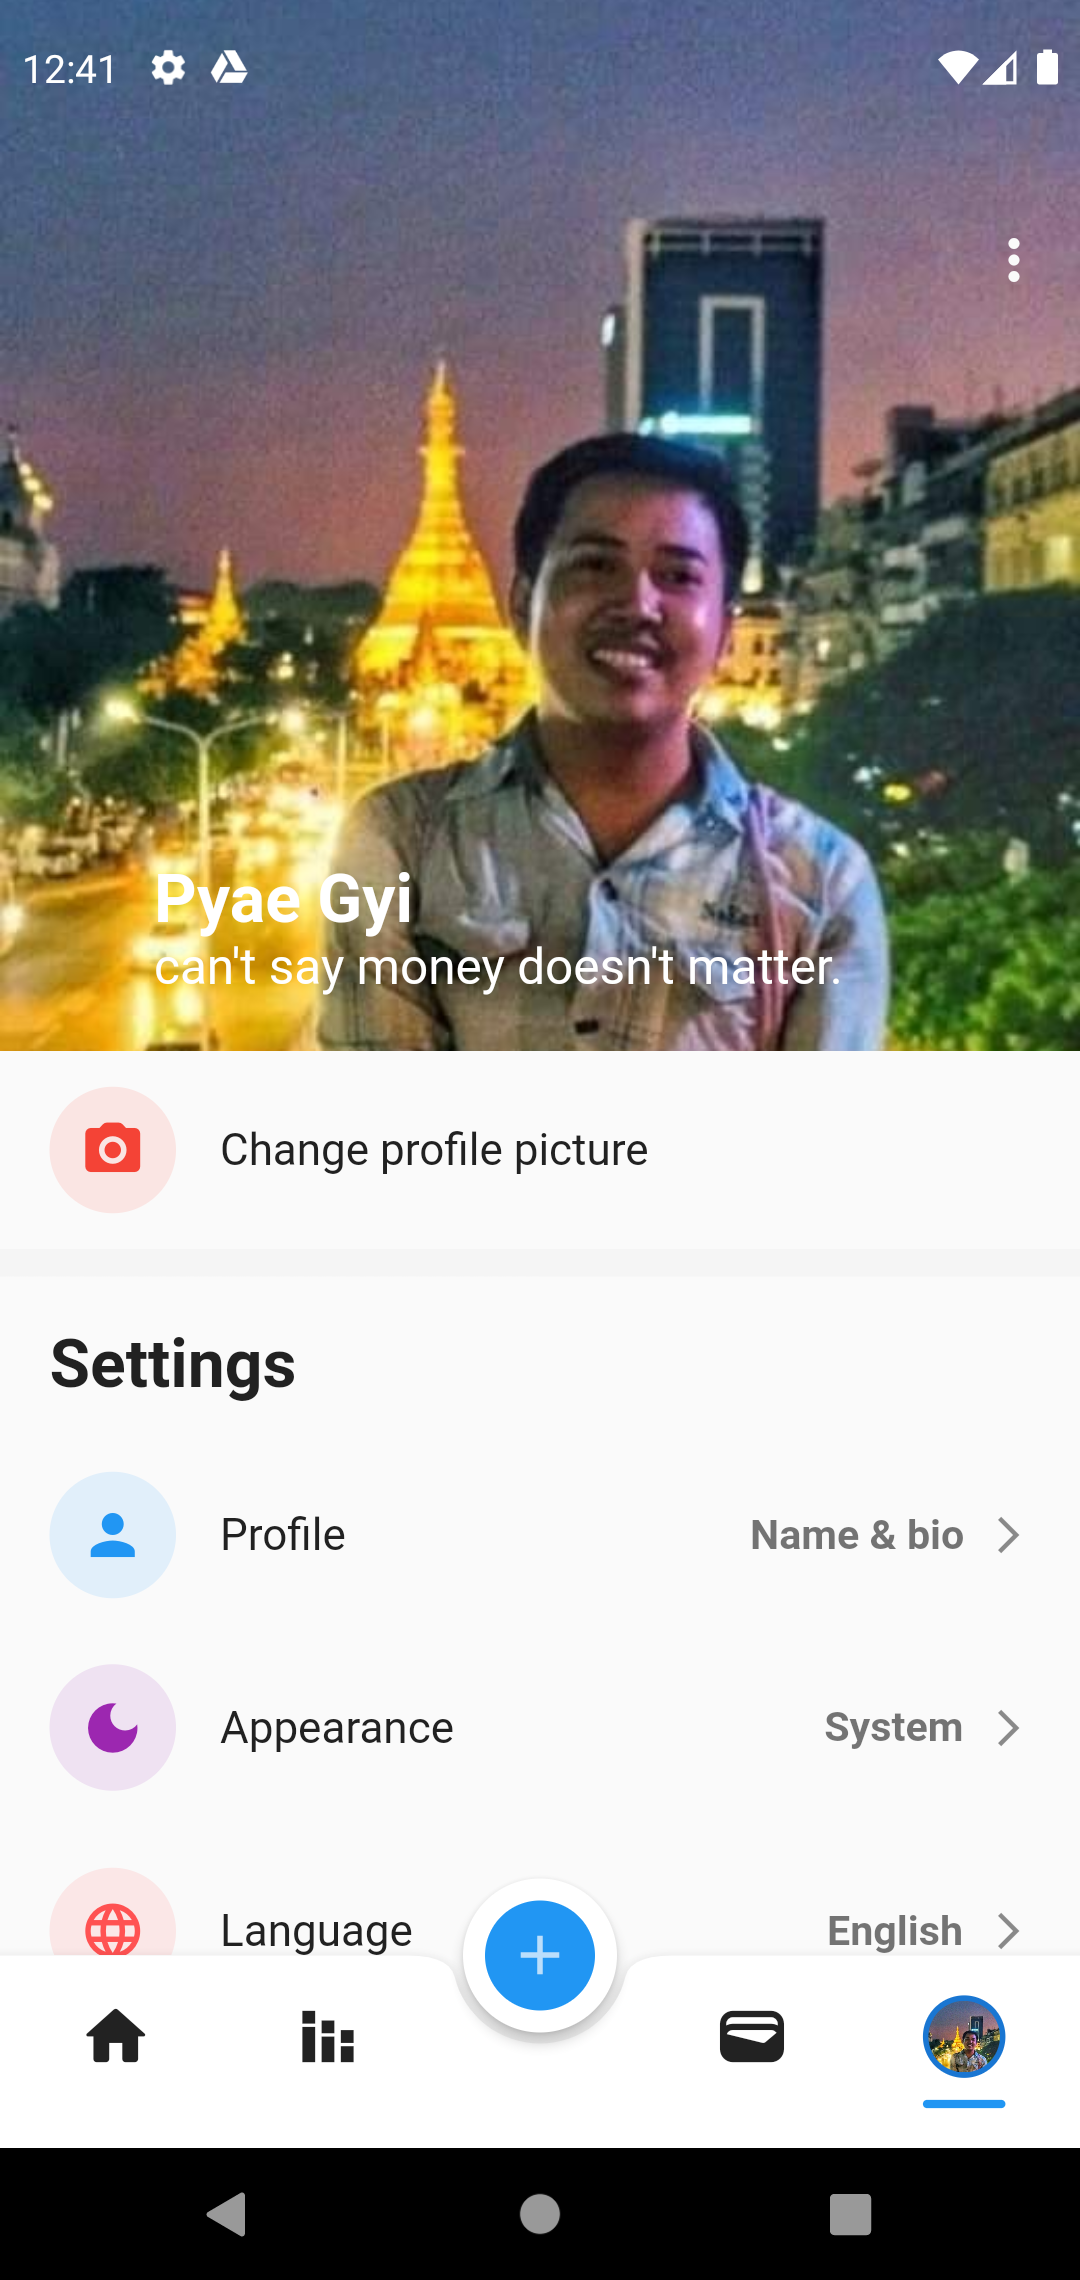 12:41
Pyae Gyi
can't say money doesn't matter.
Change profile picture
Settings
Profile Name & bio
Appearance System
Language English